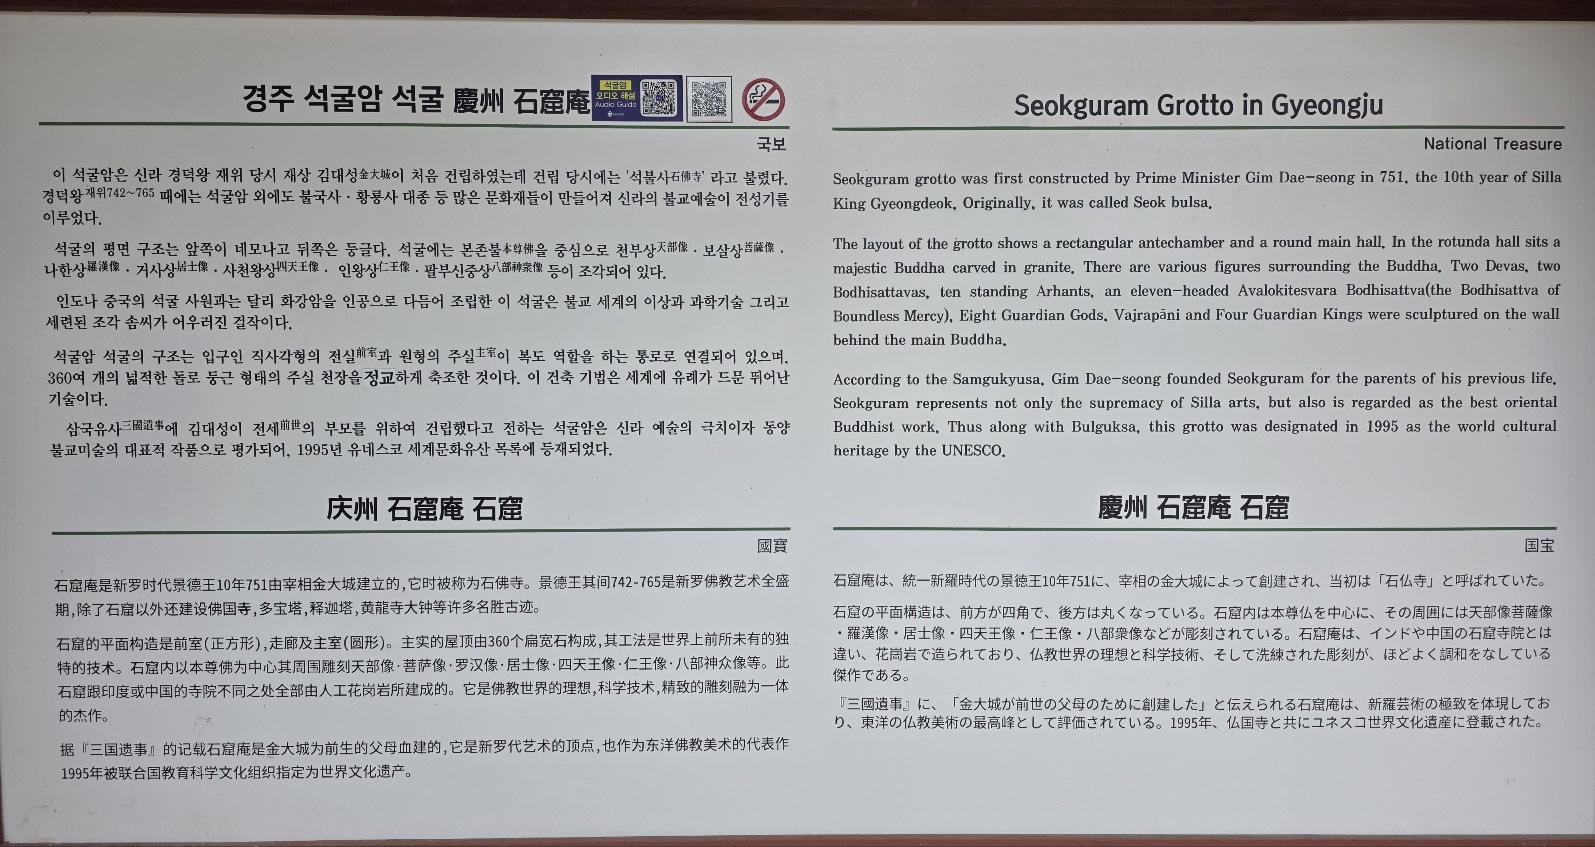 경주 석굴암 석굴 慶州 石窟庵
석굴암
오디오 해설
Audio Guide
국보
이 석굴암은 신라 경덕왕 재위 당시 재상 김대성金大城이 처음 건립하였는데 건립 당시에는 '석불사石佛寺' 라고 불렸다.
경덕왕재위742~765 때에는 석굴암 외에도 불국사·황룡사 대종 등 많은 문화재들이 만들어져 신라의 불교예술이 전성기를
이루었다.
석굴의 평면 구조는 앞쪽이 네모나고 뒤쪽은 둥글다. 석굴에는 본존불本尊佛을 중심으로 천부상天部像·보살상菩薩像·
나한상羅漢像·거사상居士像·사천왕상四天王像· 인왕상仁王像·팔부신중상八部神衆像 등이 조각되어 있다.
인도나 중국의 석굴 사원과는 달리 화강암을 인공으로 다듬어 조립한 이 석굴은 불교 세계의 이상과 과학기술 그리고
세련된 조각 솜씨가 어우러진 걸작이다.
석굴암 석굴의 구조는 입구인 직사각형의 전실前室과 원형의 주실主室이 복도 역할을 하는 통로로 연결되어 있으며,
360여 개의 넓적한 돌로 둥근 형태의 주실 천장을정교하게 축조한 것이다. 이 건축 기법은 세계에 유례가 드문 뛰어난
기술이다.
삼국유사三國遺事에 김대성이 전세前世의 부모를 위하여 건립했다고 전하는 석굴암은 신라 예술의 극치이자 동양
불교미술의 대표적 작품으로 평가되어, 1995년 유네스코 세계문화유산 목록에 등재되었다.
Seokguram Grotto in Gyeongju
National Treasure
Seokguram grotto was first constructed by Prime Minister Gim Dae-seong in 751, the 10th year of Silla
King Gyeongdeok. Originally, it was called Seok bulsa.
The layout of the grotto shows a rectangular antechamber and a round main hall. In the rotunda hall sits a
majestic Buddha carved in granite. There are various figures surrounding the Buddha. Two Devas, two
Bodhisattavas, ten standing Arhants, an eleven-headed Avalokitesvara Bodhisattva(the Bodhisattva of
Boundless Mercy), Eight Guardian Gods, Vajrapāni and Four Guardian Kings were sculptured on the wall
behind the main Buddha.
According to the Samgukyusa, Gim Dae-seong founded Seokguram for the parents of his previous life.
Seokguram represents not only the supremacy of Silla arts, but also is regarded as the best oriental
Buddhist work. Thus along with Bulguksa, this grotto was designated in 1995 as the world cultural
heritage by the UNESCO.
庆州 石窟庵 石窟
國寶
石窟庵是新罗时代景德王10年751由宰相金大城建立的,它时被称为石佛寺。景德王其间742-765是新罗佛教艺术全盛
期,除了石窟以外还建设佛国寺,多宝塔,释迦塔,黄龍寺大钟等许多名胜古迹。
石窟的平面构造是前室(正方形),走廊及主室(圆形)。主实的屋顶由360个扁宽石构成,其工法是世界上前所未有的独
特的技术。石窟内以本尊佛为中心其周围雕刻天部像·菩萨像·罗汉像·居士像·四天王像·仁王像·八部神众像等。此
石窟跟印度或中国的寺院不同之处全部由人工花岗岩所建成的。它是佛教世界的理想,科学技术,精致的雕刻融为一体
的杰作。
据『三国遗事』的记载石窟庵是金大城为前生的父母血建的,它是新罗代艺术的顶点,也作为东洋佛教美术的代表作
1995年被联合国教育科学文化组织指定为世界文化遗产。
慶州 石窟庵 石窟
国宝
石窟庵は、統一新羅時代の景徳王10年751に、宰相の金大城によって創建され、当初は「石仏寺」と呼ばれていた。
石窟の平面構造は、前方が四角で、後方は丸くなっている。石窟内は本尊仏を中心に、その周囲には天部像菩薩像
・羅漢像・居士像・四天王像・仁王像・八部衆像などが彫刻されている。石窟庵は、インドや中国の石窟寺院とは
違い、花崗岩で造られており、仏教世界の理想と科学技術、そして洗練された彫刻が、ほどよく調和をなしている
傑作である。
『三國遺事』に、「金大城が前世の父母のために創建した」と伝えられる石窟庵は、新羅芸術の極致を体現してお
り、東洋の仏教美術の最高峰として評価されている。1995年、仏国寺と共にユネスコ世界文化遺産に登載された。